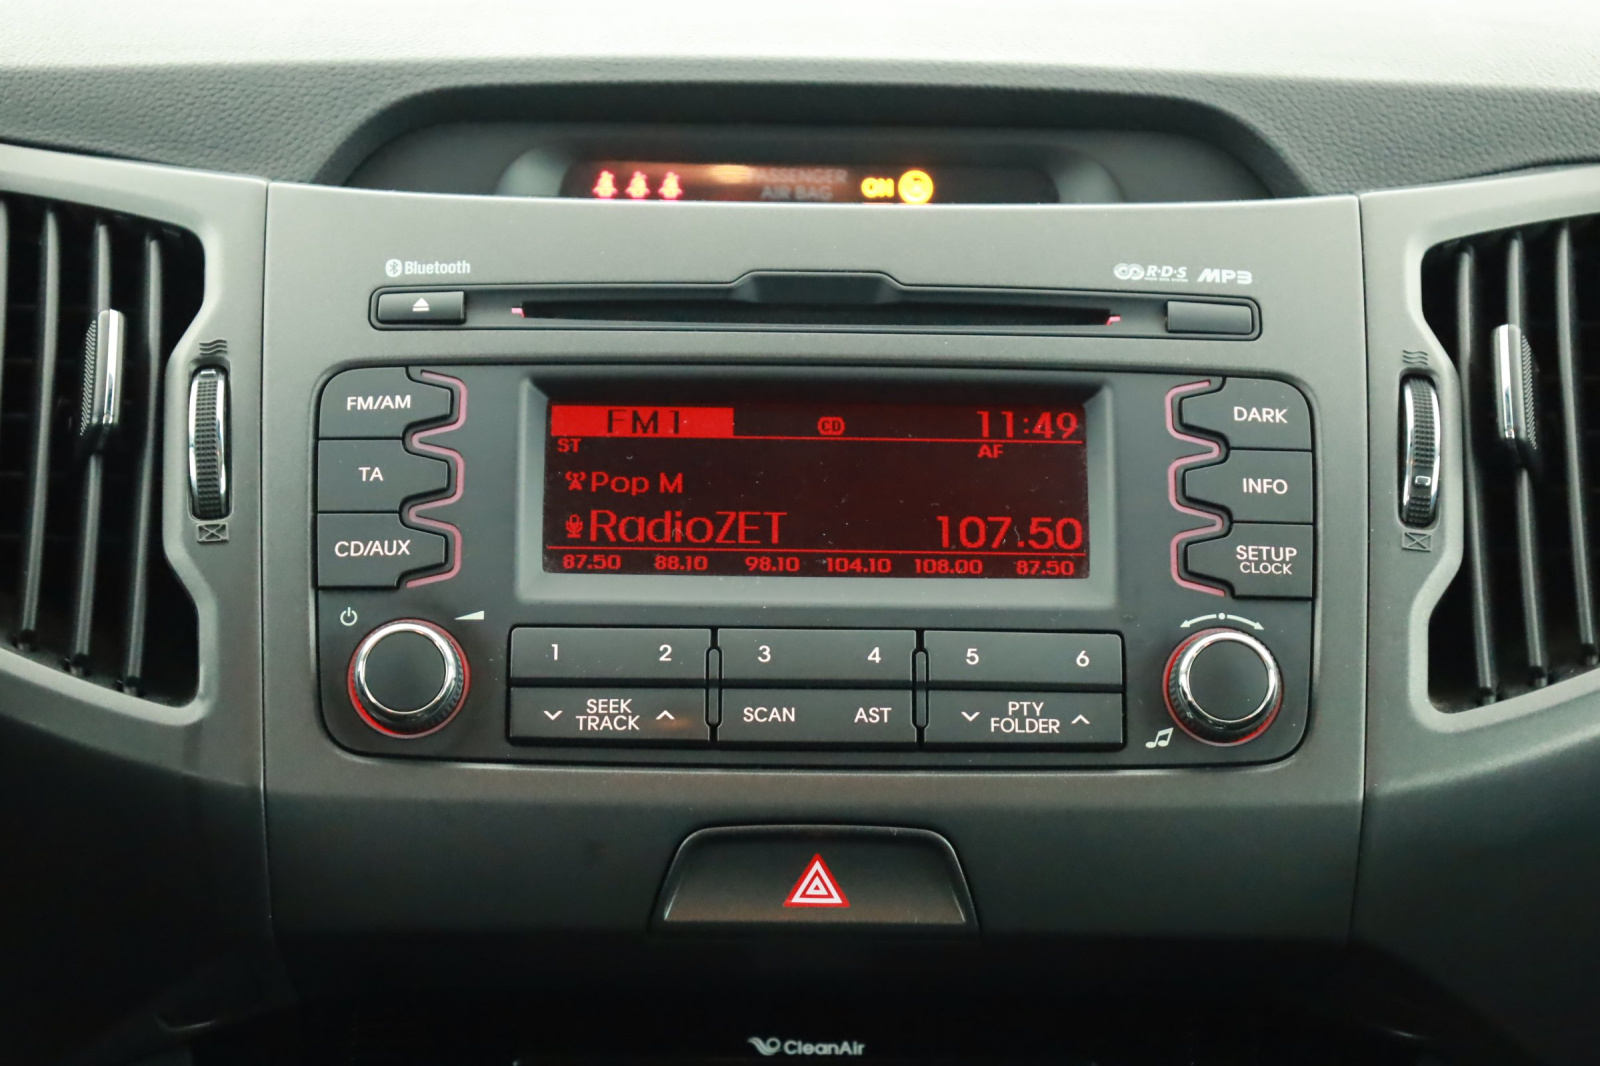 PASSENGER
AIR BAG ON
Bluetooth
R·D·S MP3
FM/AM
TA
CD/AUX
FM 1 CD 11:49
ST AF
Pop M
RadioZET 107.50
87.50 88.10 98.10 104.10 108.00 87.50
DARK
INFO
SETUP
CLOCK
1 2 3 4 5 6
SEEK
TRACK
SCAN AST
PTY
FOLDER
CleanAir